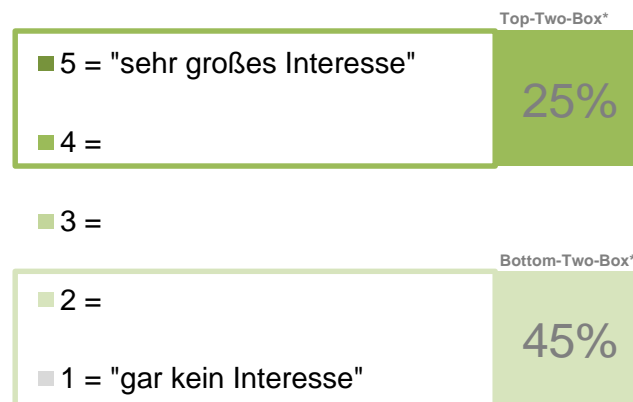 Top-Two-Box*
5 = "sehr großes Interesse"
25%
4 =
3 =
Bottom-Two-Box*
2 =
45%
1 = "gar kein Interesse"